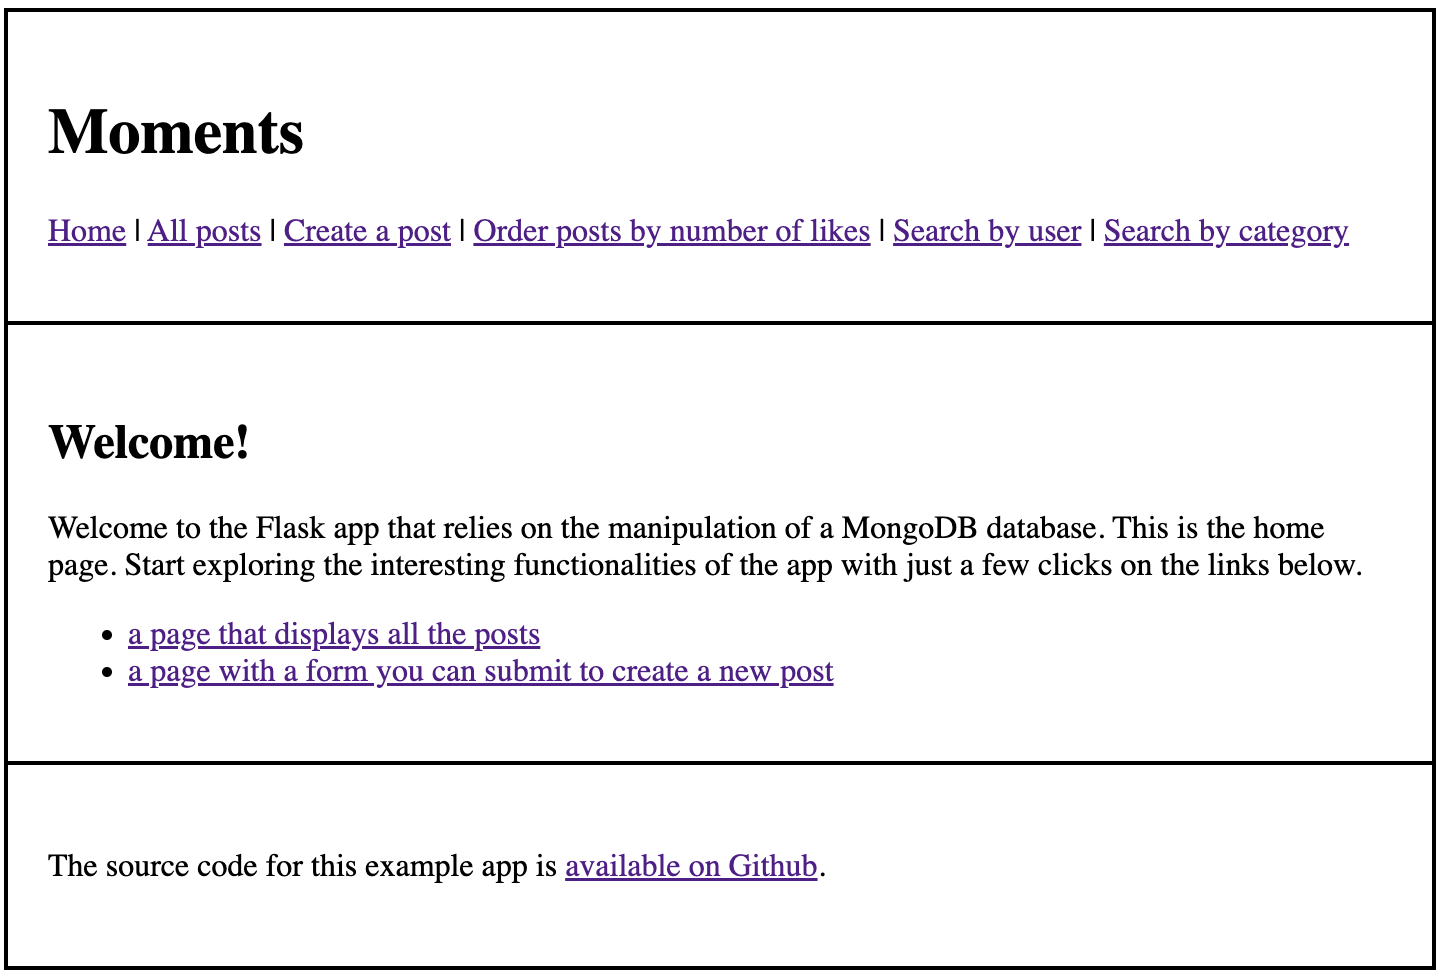 Moments
Home | All posts | Create a post | Order posts by number of likes | Search by user | Search by category
Welcome!
Welcome to the Flask app that relies on the manipulation of a MongoDB database. This is the home
page. Start exploring the interesting functionalities of the app with just a few clicks on the links below.
• a page that displays all the posts
• a page with a form you can submit to create a new post
The source code for this example app is available on Github.